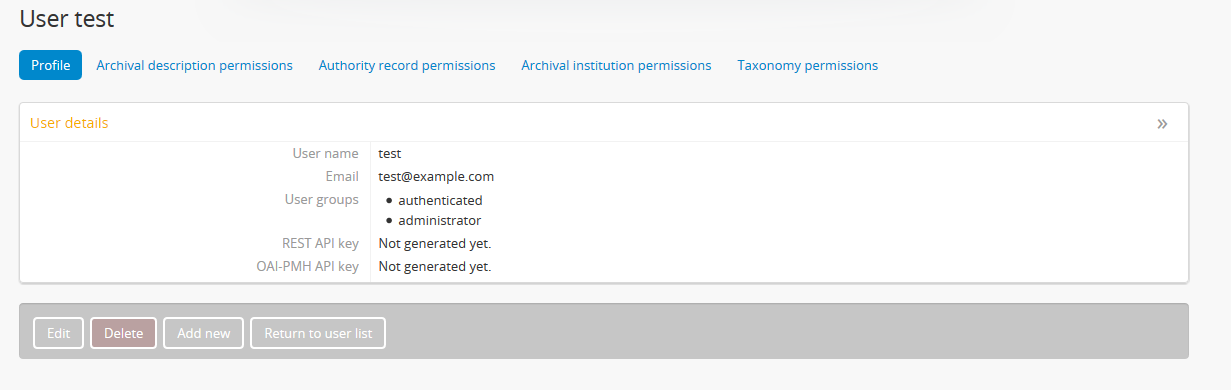 User test
Profile Archival description permissions Authority record permissions Archival institution permissions Taxonomy permissions
User details »
User name test
Email test@example.com
User groups • authenticated
• administrator
REST API key Not generated yet.
OAI-PMH API key Not generated yet.
Edit Delete Add new Return to user list